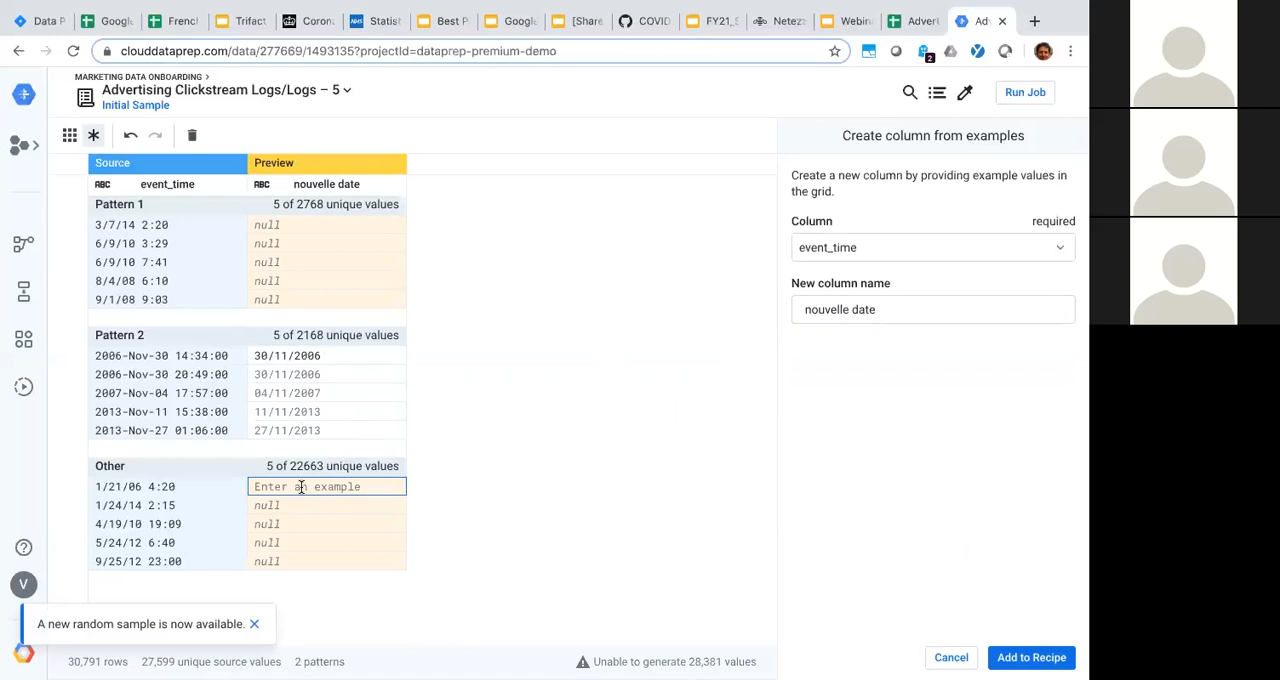 Data P
Google
French
Trifact
Coron
Statist
Best P
Google
[Share
COVID
FY21_S
Netezz
Webin
Advert
Adv
clouddataprep.com/data/277669/1493135?projectId=dataprep-premium-demo
2
MARKETING DATA ONBOARDING
Advertising Clickstream Logs/Logs – 5
Initial Sample
Run Job
Source Preview
ABC event_time ABC nouvelle date
Pattern 1 5 of 2768 unique values
3/7/14 2:20 null
6/9/10 3:29 null
6/9/10 7:41 null
8/4/08 6:10 null
9/1/08 9:03 null
Pattern 2 5 of 2168 unique values
2006-Nov-30 14:34:00 30/11/2006
2006-Nov-30 20:49:00 30/11/2006
2007-Nov-04 17:57:00 04/11/2007
2013-Nov-11 15:38:00 11/11/2013
2013-Nov-27 01:06:00 27/11/2013
Other 5 of 22663 unique values
1/21/06 4:20 Enter an example
1/24/14 2:15 null
4/19/10 19:09 null
5/24/12 6:40 null
9/25/12 23:00 null
Create column from examples
Create a new column by providing example values in
the grid.
Column required
event_time
New column name
nouvelle date
V
A new random sample is now available.
30,791 rows 27,599 unique source values 2 patterns
Unable to generate 28,381 values
Cancel
Add to Recipe